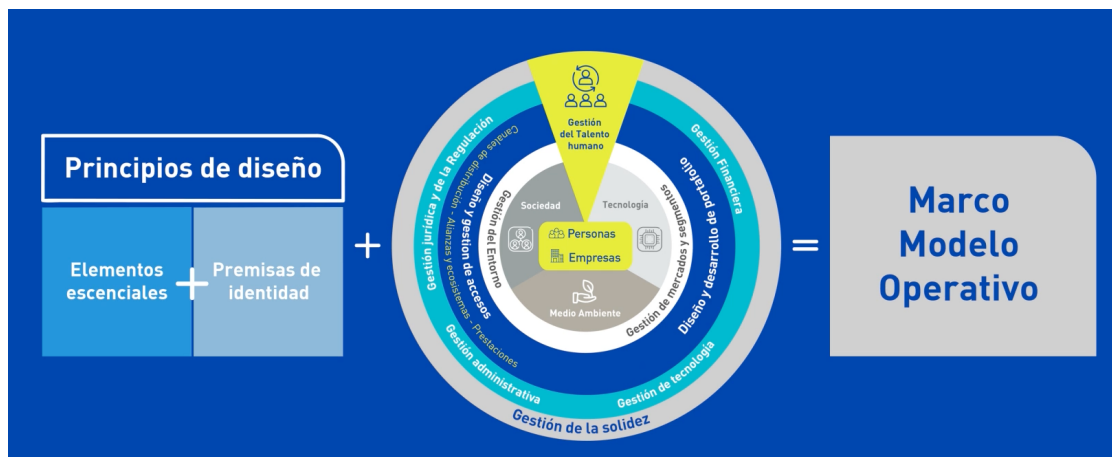 Principios de diseño
Elementos
escenciales
+
Premisas de
identidad
+
Gestión
del Talento
humano
Gestión jurídica y de la Regulación
Gestión Financiera
Gestión administrativa
Gestión de tecnología
Gestión de la solidez
Canales de distribución - Alianzas y ecosistemas - Prestaciones
Diseño y gestion de accesos
Diseño y desarrollo de portafolio
Gestión del Entorno
Gestión de mercados y segmentos
Sociedad
Tecnología
Personas
Empresas
Medio Ambiente
=
Marco
Modelo
Operativo